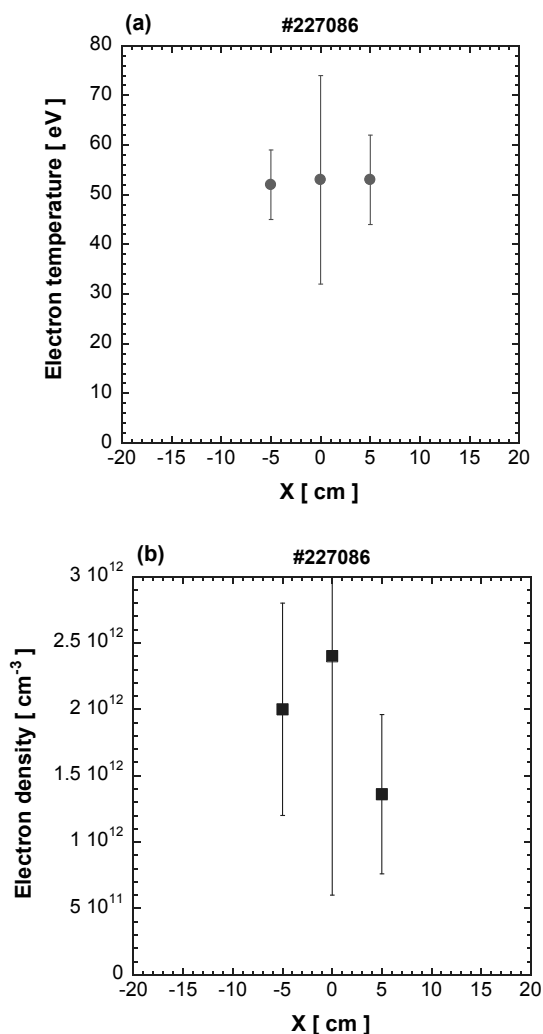 (a)
#227086
80
70
60
50
40
30
20
10
0
Electron temperature [ eV ]
-20 -15 -10 -5 0 5 10 15 20
X [ cm ]
(b)
#227086
3 10^12
2.5 10^12
2 10^12
1.5 10^12
1 10^12
5 10^11
0
Electron density [ cm^-3 ]
-20 -15 -10 -5 0 5 10 15 20
X [ cm ]